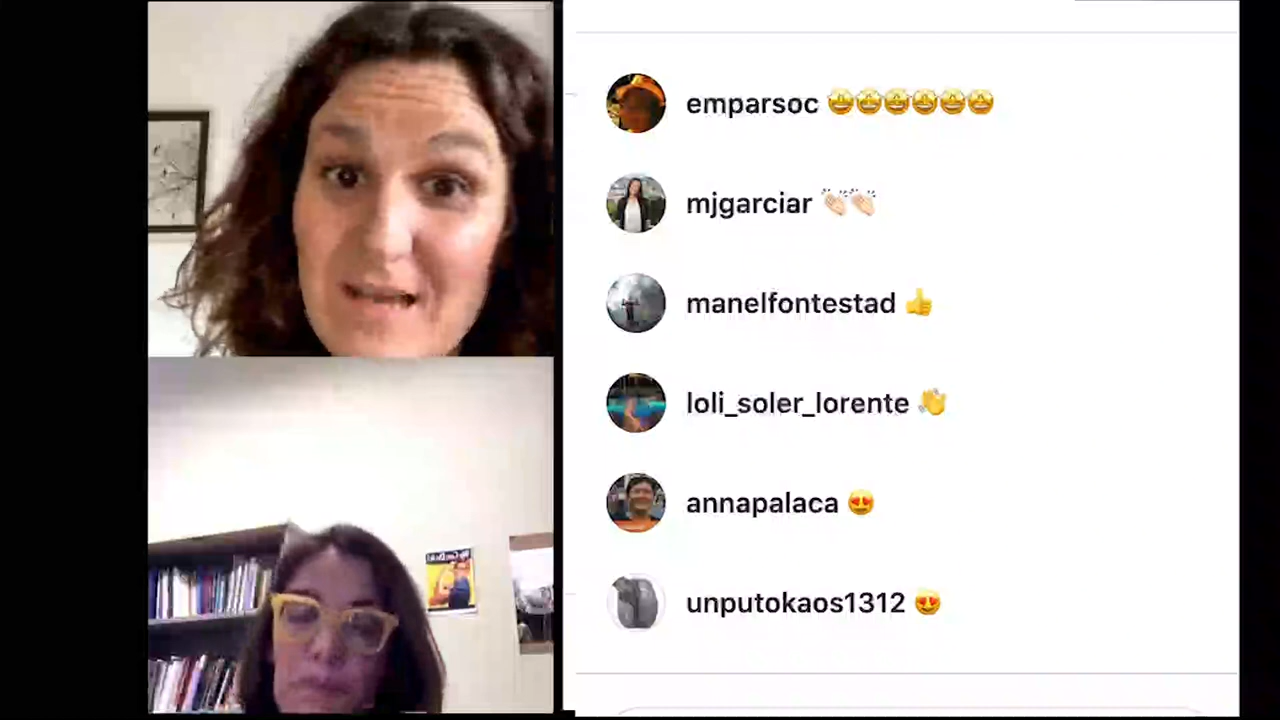 emparsoc 🤩🤩🤩🤩🤩🤩
mjgarciar 👏🏻👏🏻
manelfontestad 👍
loli_soler_lorente 👏
annapalaca 😍
unputokaos1312 😍